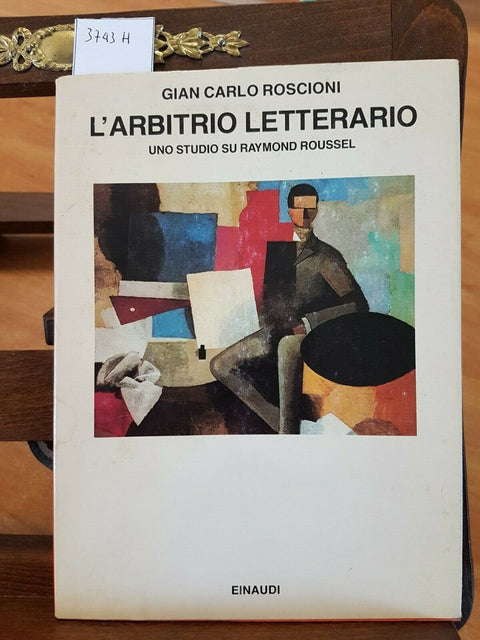 3743 H
GIAN CARLO ROSCIONI
L'ARBITRIO LETTERARIO
UNO STUDIO SU RAYMOND ROUSSEL
EINAUDI